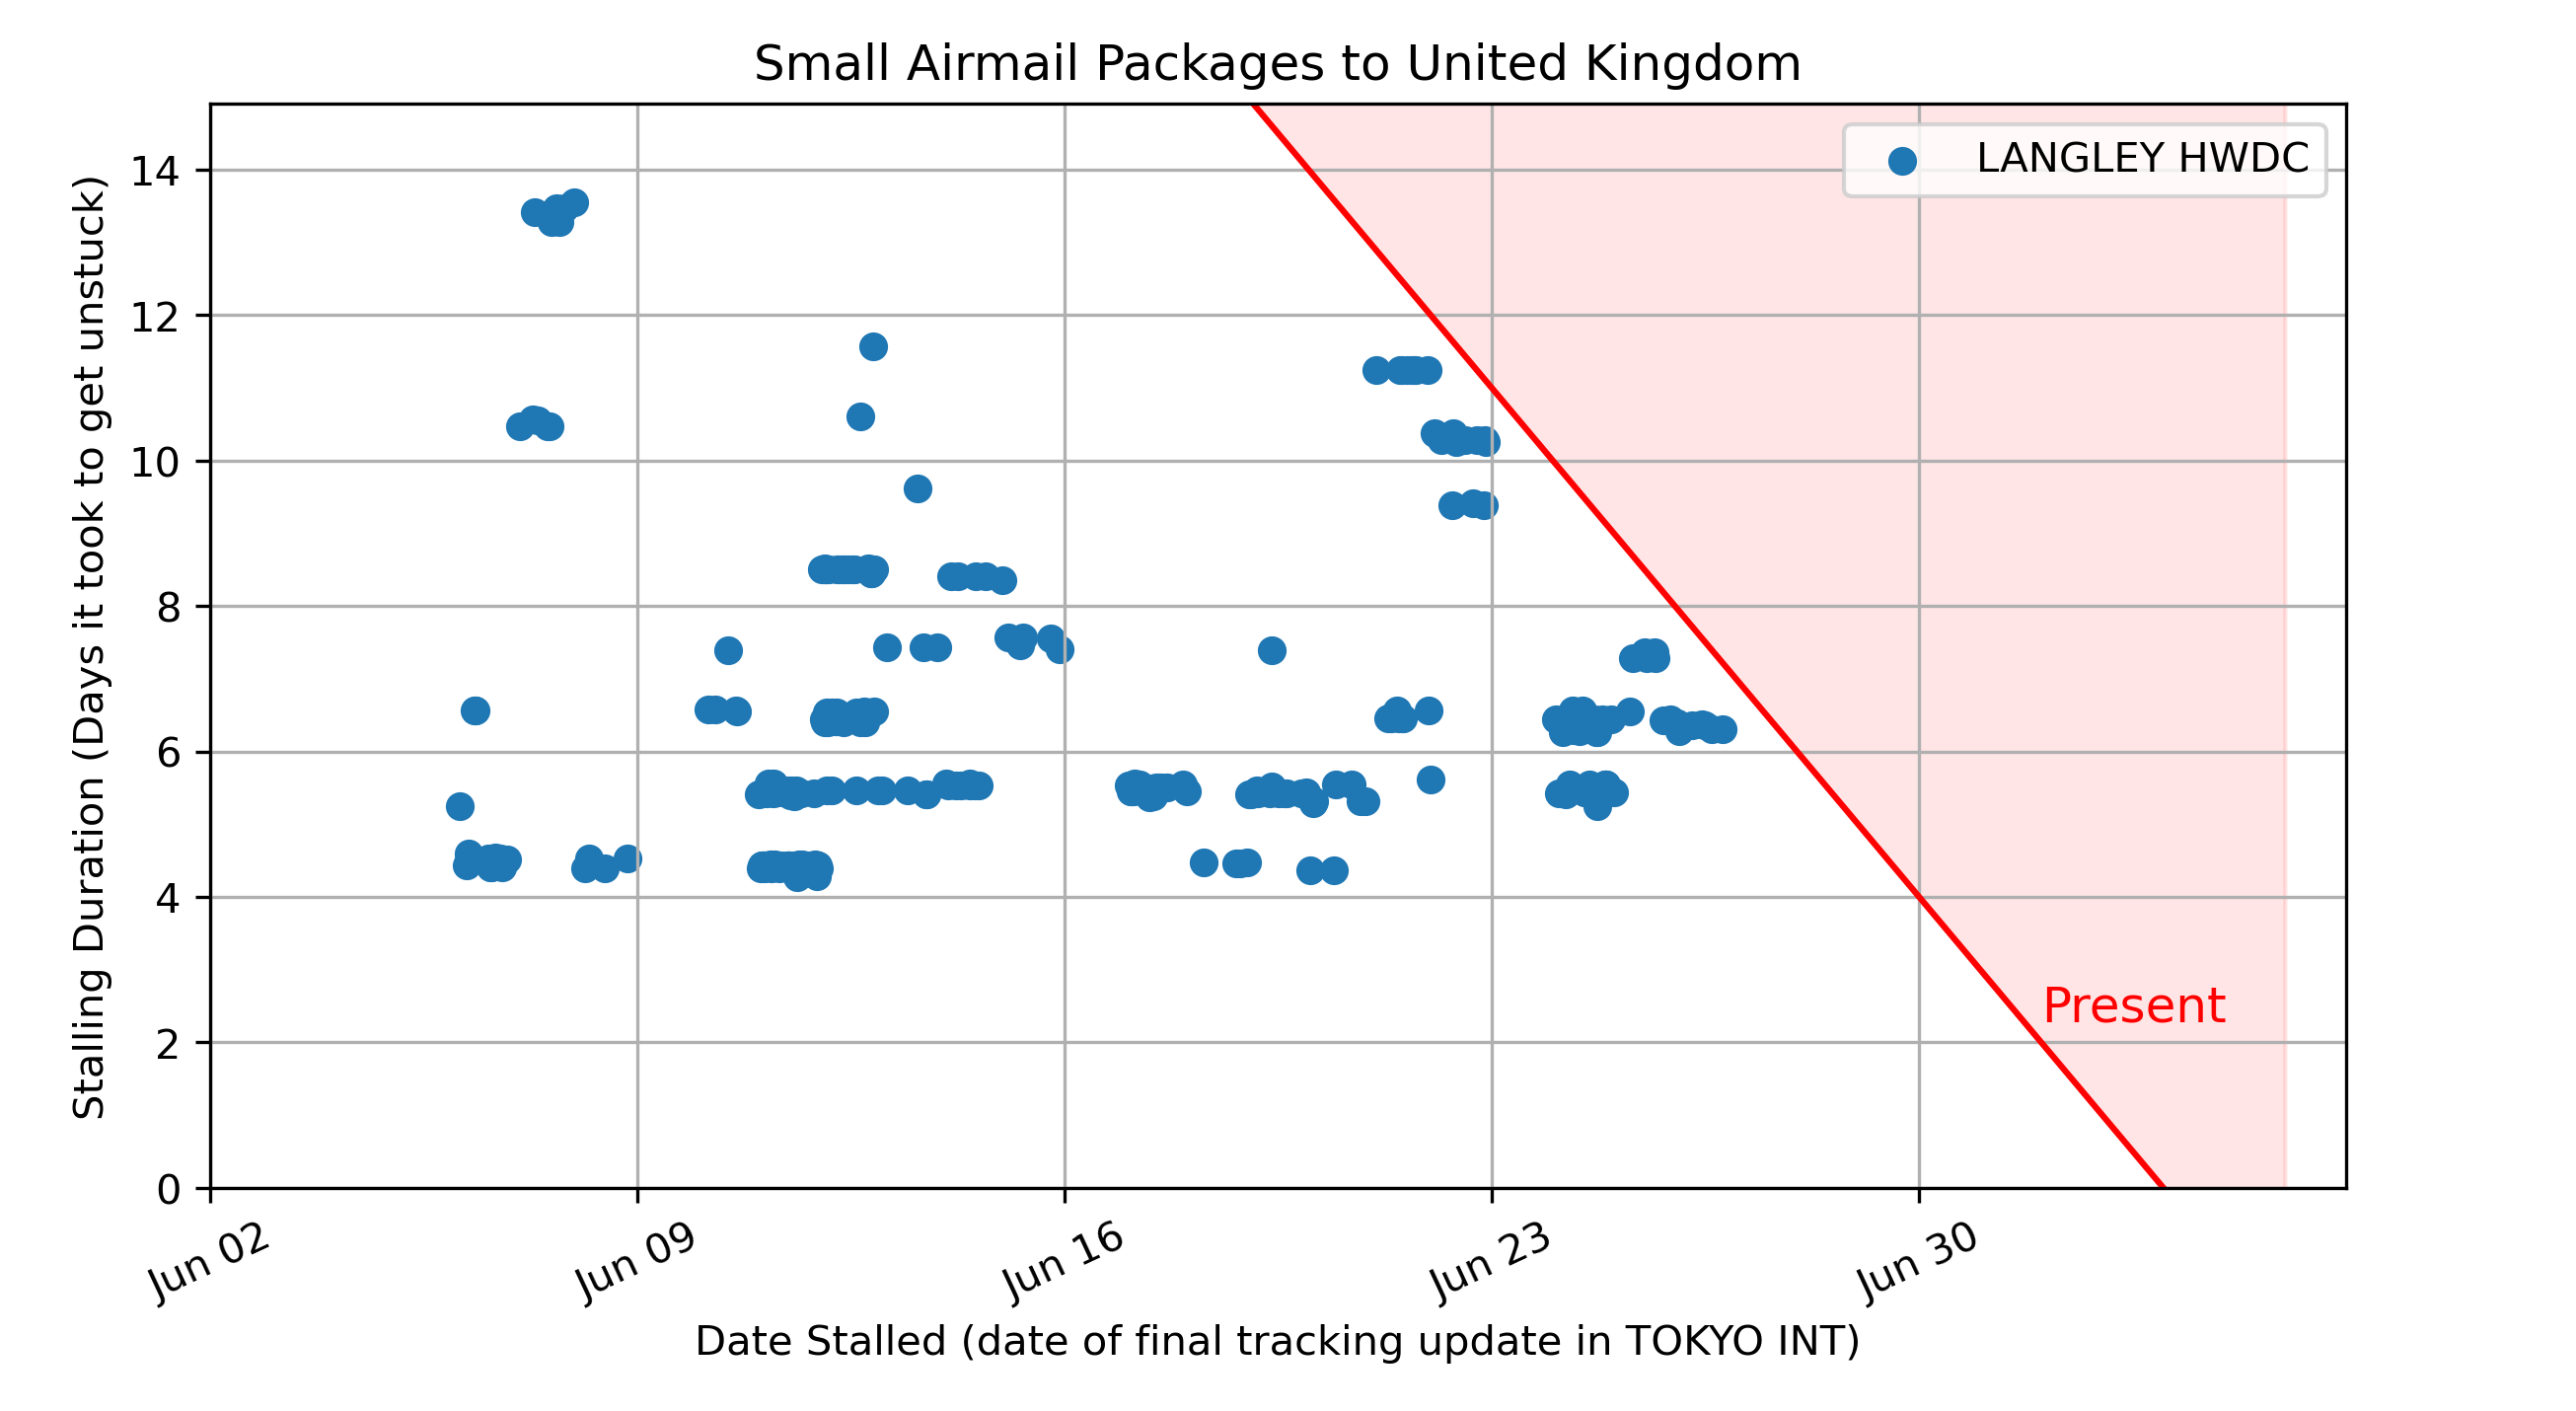 Small Airmail Packages to United Kingdom
LANGLEY HWDC
Stalling Duration (Days it took to get unstuck)
14
12
10
8
6
4
2
0
Present
Jun 02
Jun 09
Jun 16
Jun 23
Jun 30
Date Stalled (date of final tracking update in TOKYO INT)